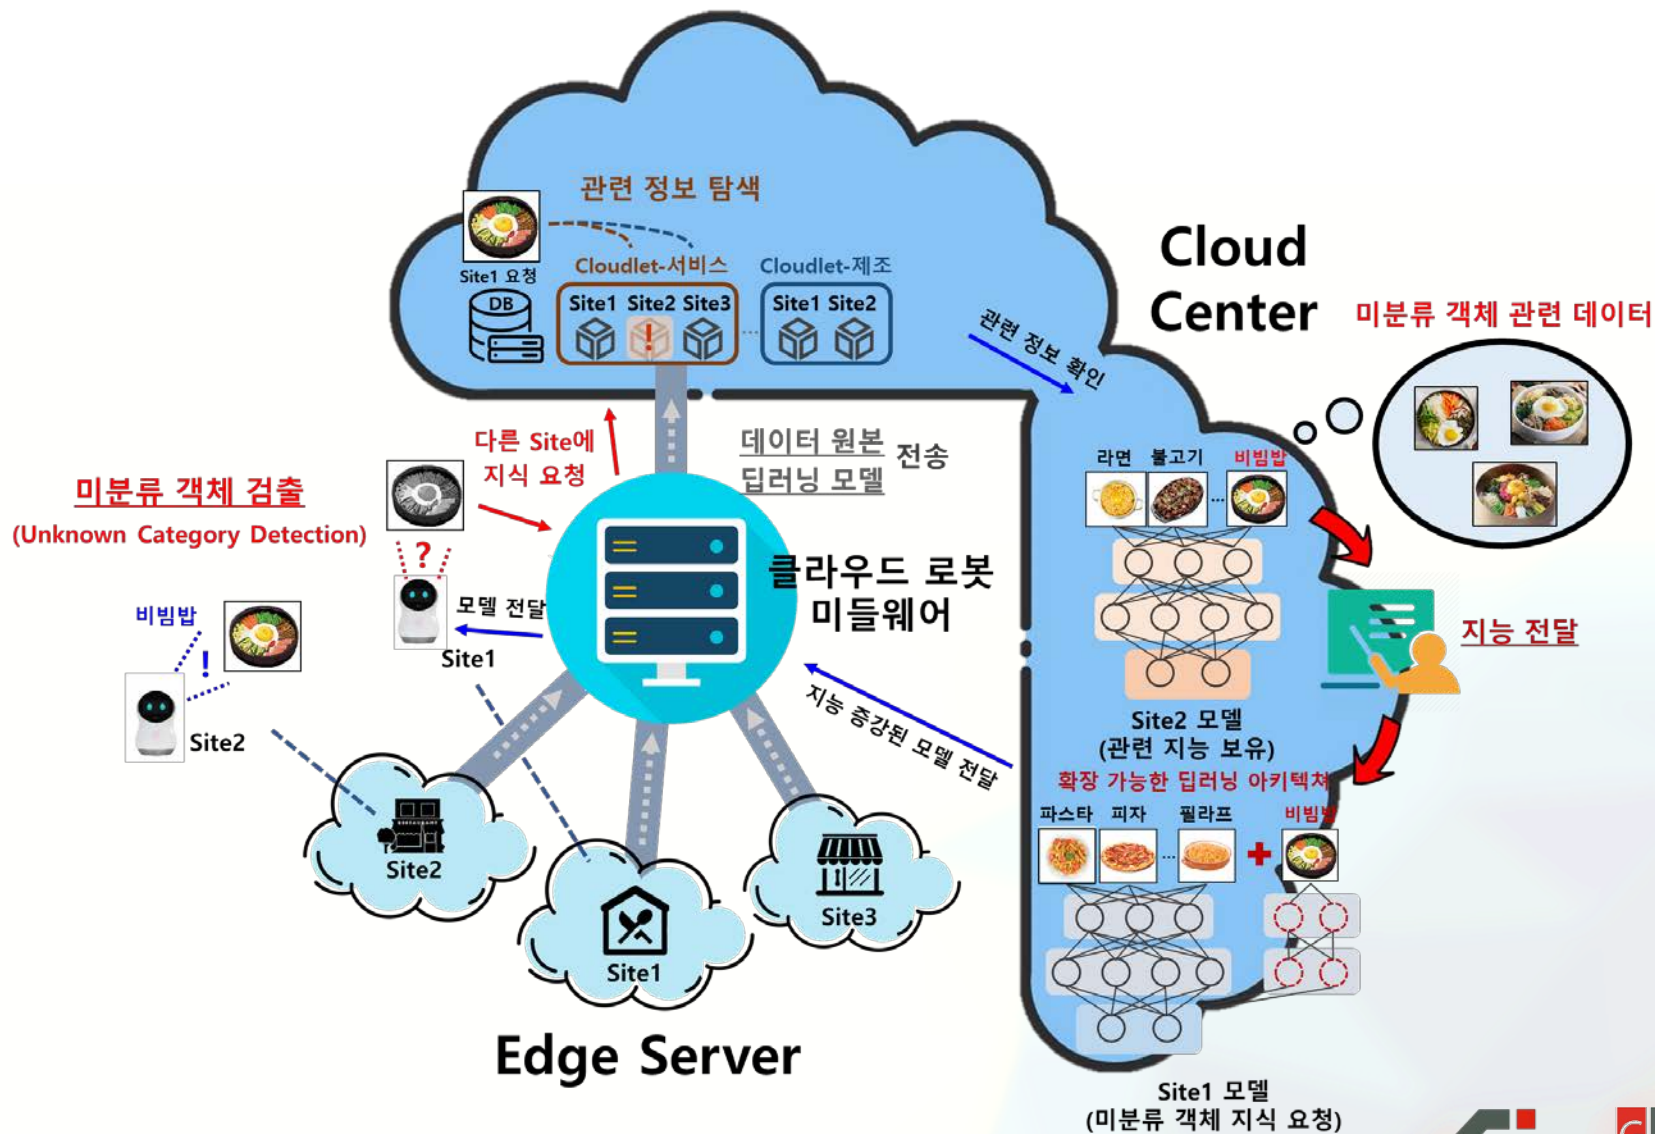 관련 정보 탐색
Site1 요청
DB
Cloudlet-서비스
Site1 Site2 Site3
...
Cloudlet-제조
Site1 Site2
Cloud
Center
관련 정보 확인
미분류 객체 관련 데이터
다른 Site에
지식 요청
데이터 원본
딥러닝 모델
전송
미분류 객체 검출
(Unknown Category Detection)
?
비빔밥
!
Site2
모델 전달
Site1
클라우드 로봇
미들웨어
지능 증강된 모델 전달
라면 불고기 ... 비빔밥
지능 전달
Site2 모델
(관련 지능 보유)
확장 가능한 딥러닝 아키텍쳐
파스타 피자 ... 필라프 비빔밥
Site2
Site1
Site3
Edge Server
Site1 모델
(미분류 객체 지식 요청)